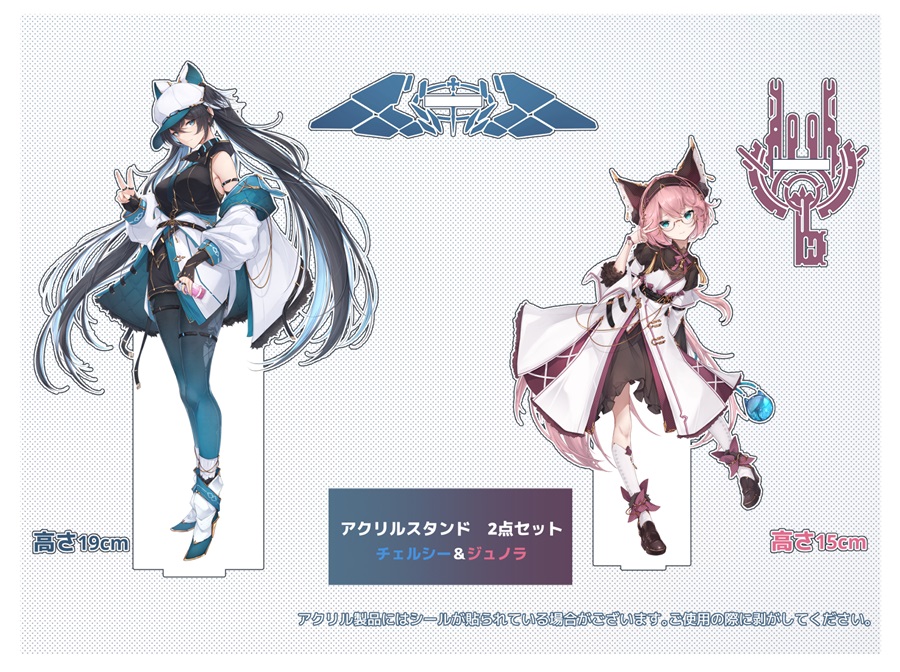 高さ19cm
アクリルスタンド　2点セット
チェルシー&ジュノラ
高さ15cm
アクリル製品にはシールが貼られている場合がございます。ご使用の際に剥がしてください。